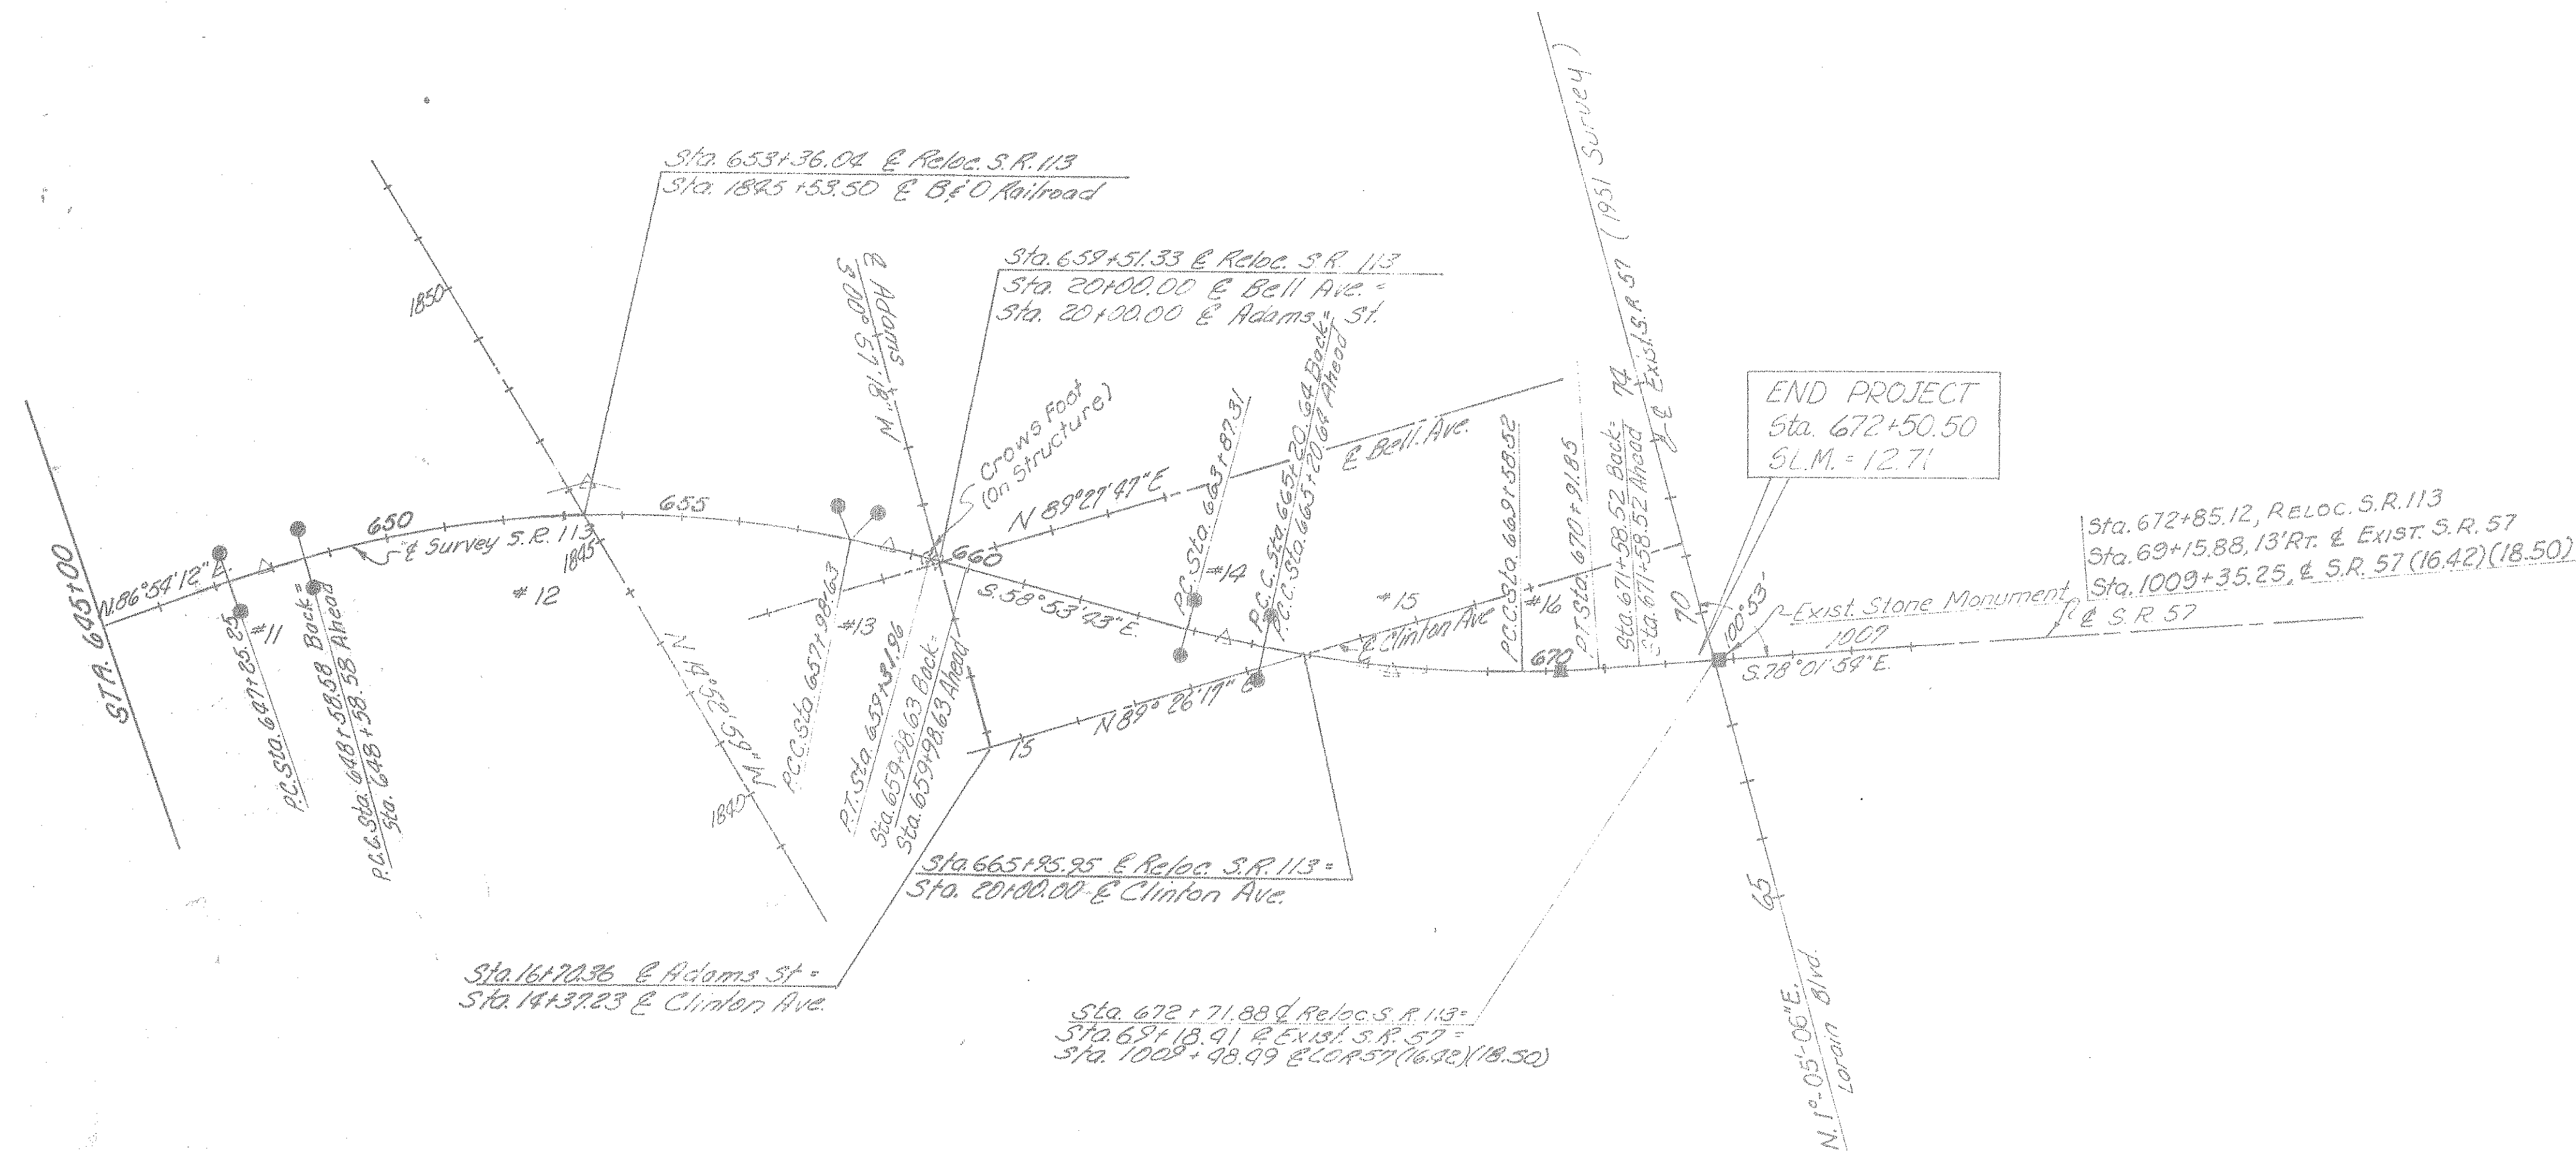 Sta. 653+36.04 ℄ Reloc. S.R. 113
Sta. 1845+53.50 ℄ B&O Railroad
Sta. 659+51.33 ℄ Reloc. S.R. 113
Sta. 20+00.00 ℄ Bell Ave. =
Sta. 20+00.00 ℄ Adams = St.
℄ Exist. S.R. 57 (1951 Survey)
END PROJECT
Sta. 672+50.50
S.L.M. = 12.71
Sta. 672+85.12, RELOC. S.R. 113
Sta. 69+15.88, 13' RT. ℄ EXIST. S.R. 57
Sta. 1009+35.25, ℄ S.R. 57 (16.42)(18.50)
Exist. Stone Monument
℄ S.R. 57
1007
S.78°01'54"E.
100°53'
STA. 645+00
N.86°54'12"E.
P.C. Sta. 647+25.25
#11
P.C.C. Sta. 648+58.58 Back =
Sta. 648+58.58 Ahead
650
℄ Survey S.R. 113
1850
1845
1840
#12
N 14°52'59" W
655
℄ Adams
W
P.C.C. Sta. 657+98.63
#13
P.T. Sta. 659+31.96
Sta. 659+98.63 Back =
Sta. 659+98.63 Ahead
Crows Foot
(On Structure)
660
N 89°27'47"E
℄ Bell. Ave.
S.58°53'43"E.
P.C. Sta. 663+87.31
#14
P.C.C. Sta. 665+20.64 Back =
P.C.C. Sta. 665+20.64 Ahead
15
N 89°26'17" E
℄ Clinton Ave
#15
P.C.C. Sta. 669+58.52
#16
670
P.T. Sta. 670+91.85
Sta. 671+58.52 Back =
Sta. 671+58.52 Ahead
74
70
65
Sta. 665+95.95 ℄ Reloc. S.R. 113 =
Sta. 20+00.00 ℄ Clinton Ave.
Sta. 16+70.36 ℄ Adams St =
Sta. 14+37.23 ℄ Clinton Ave.
Sta. 672+71.88 ℄ Reloc. S.R. 113 =
Sta. 69+18.91 ℄ Exist. S.R. 57 =
Sta. 1009+48.49 ℄ LOR 57 (16.42)(18.50)
N. 1°-05'-06"E.
Lorain Blvd.